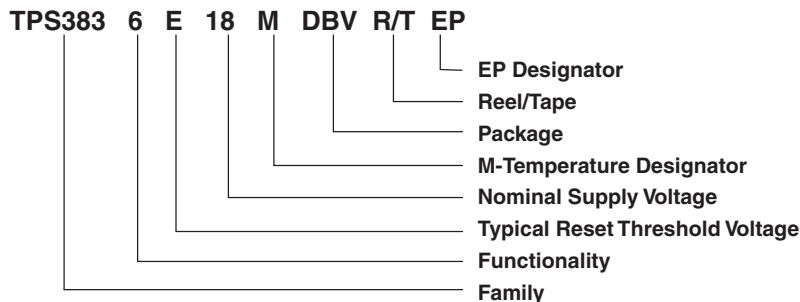 TPS383 6 E 18 M DBV R/T EP
EP Designator
Reel/Tape
Package
M-Temperature Designator
Nominal Supply Voltage
Typical Reset Threshold Voltage
Functionality
Family